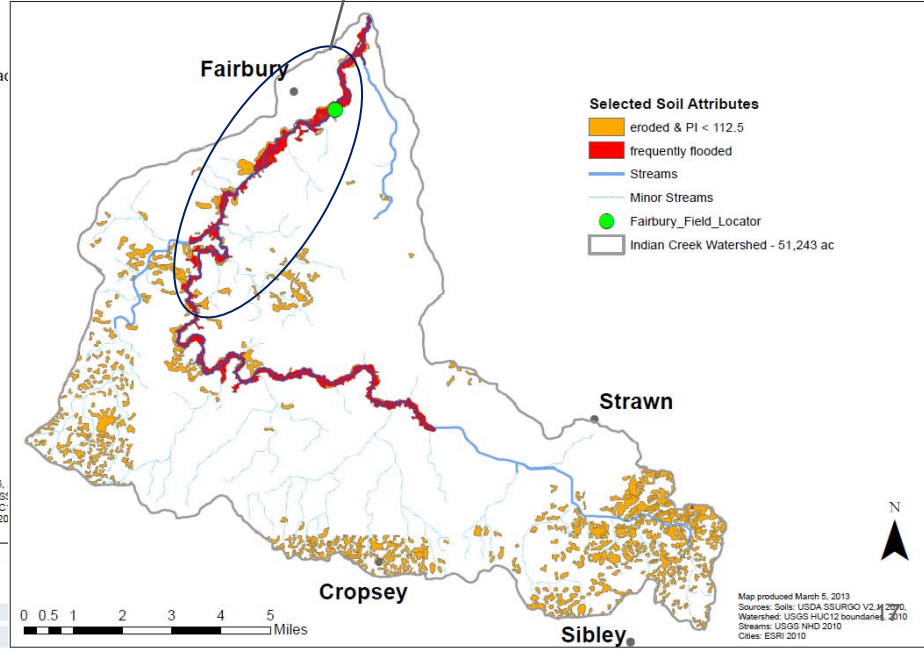 Fairbury
Selected Soil Attributes
eroded & PI < 112.5
frequently flooded
Streams
Minor Streams
Fairbury_Field_Locator
Indian Creek Watershed - 51,243 ac
Strawn
N
Cropsey
Sibley
0 0.5 1 2 3 4 5
Miles
Map produced March 5, 2013
Sources: Soils: USDA SSURGO V2, 2010,
Watershed: USGS HUC12 boundaries, 2010
Streams: USGS NHD 2010
Cities: ESRI 2010
17